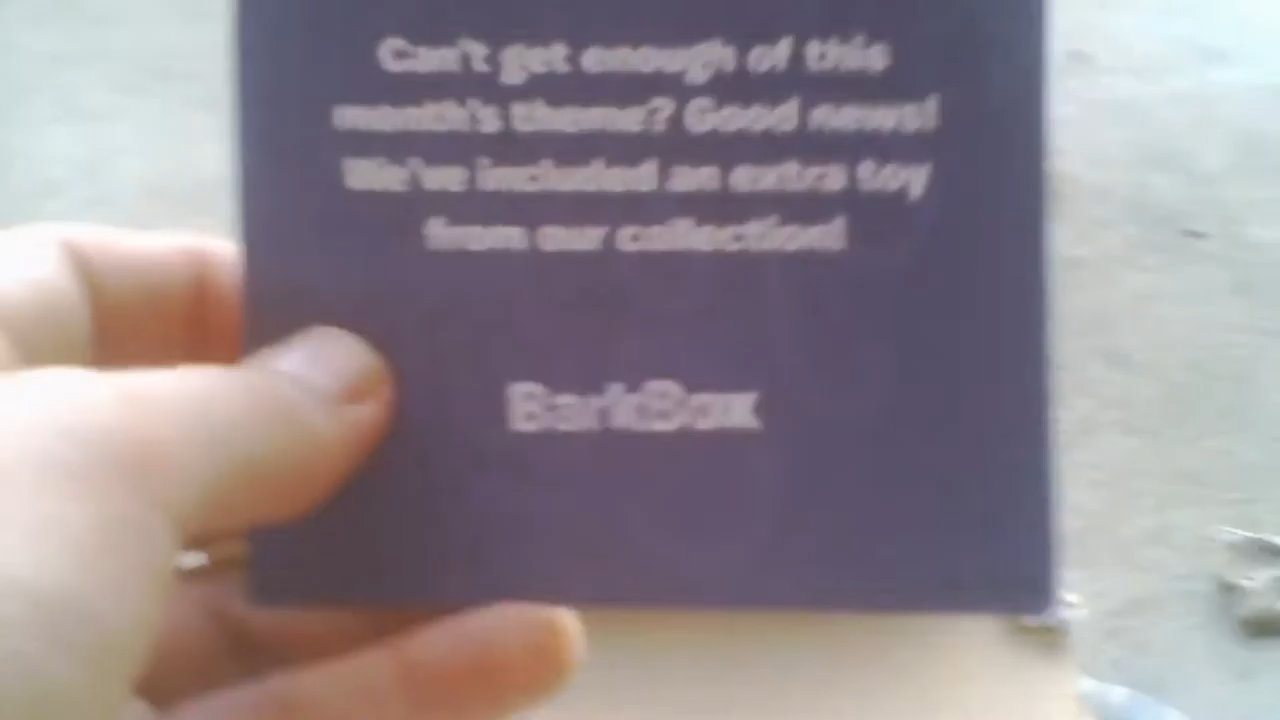 Can't get enough of this
month's theme? Good news!
We've included an extra toy
from our collection!
BarkBox